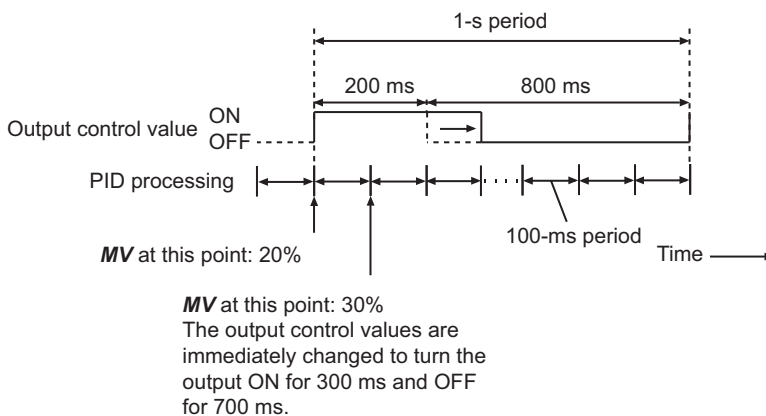 1-s period
200 ms
800 ms
Output control value
ON
OFF
PID processing
100-ms period
MV at this point: 20%
Time
MV at this point: 30%
The output control values are
immediately changed to turn the
output ON for 300 ms and OFF
for 700 ms.